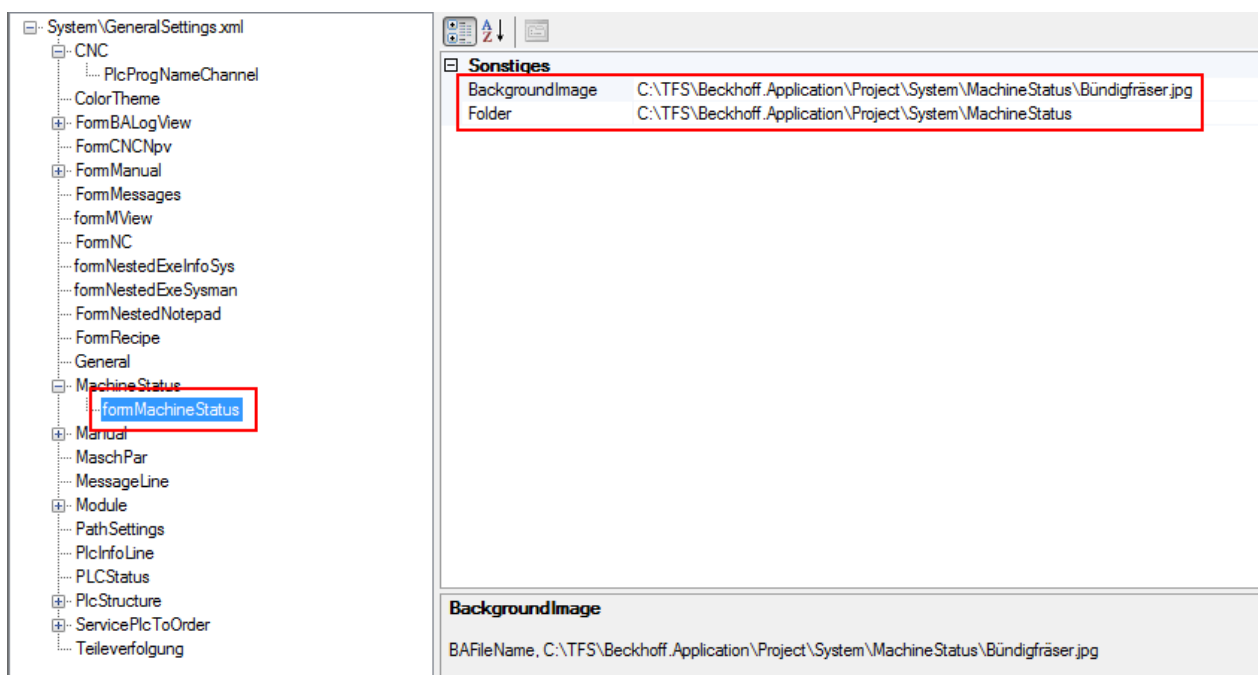 System\GeneralSettings.xml
CNC
PlcProgNameChannel
ColorTheme
FormBALogView
FormCNCNpv
FormManual
FormMessages
formMView
FormNC
formNestedExeInfoSys
formNestedExeSysman
FormNestedNotepad
FormRecipe
General
MachineStatus
formMachineStatus
Manual
MaschPar
MessageLine
Module
PathSettings
PlcInfoLine
PLCStatus
PlcStructure
ServicePlcToOrder
Teileverfolgung
Sonstiges
BackgroundImage C:\TFS\Beckhoff.Application\Project\System\MachineStatus\Bündigfräser.jpg
Folder C:\TFS\Beckhoff.Application\Project\System\MachineStatus
BackgroundImage
BAFileName, C:\TFS\Beckhoff.Application\Project\System\MachineStatus\Bündigfräser.jpg